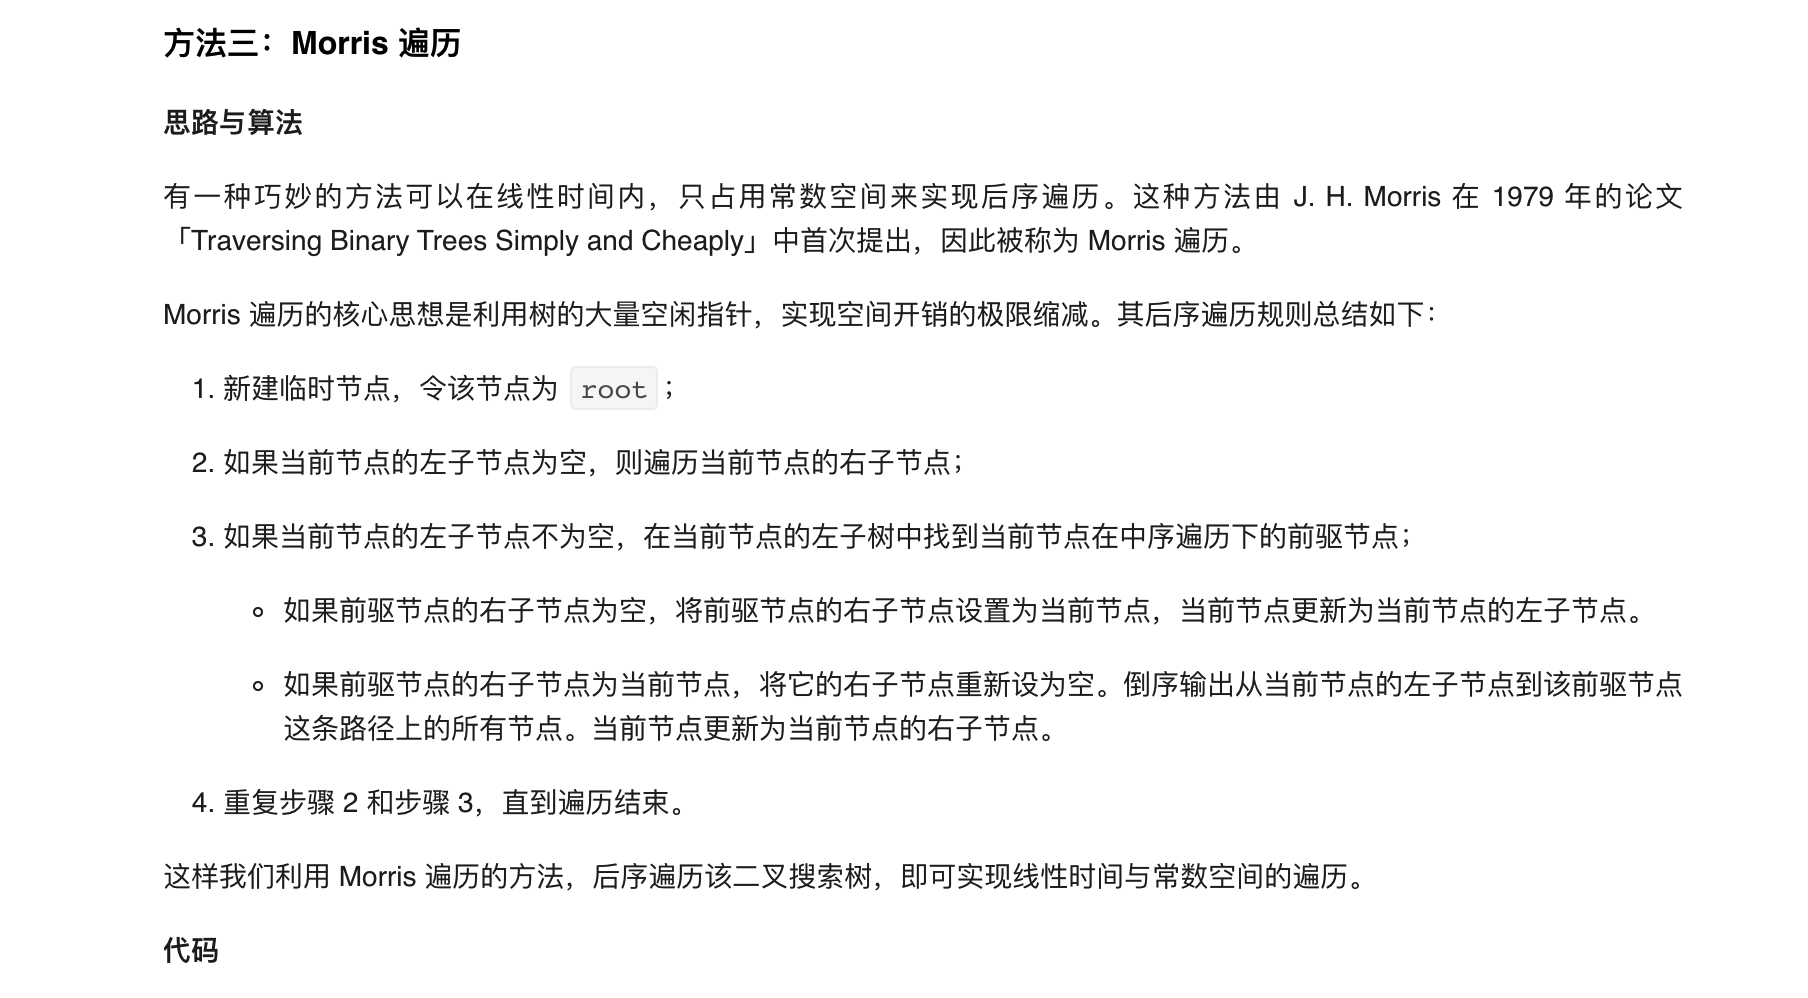 方法三：Morris 遍历
思路与算法
有一种巧妙的方法可以在线性时间内，只占用常数空间来实现后序遍历。这种方法由 J. H. Morris 在 1979 年的论文
「Traversing Binary Trees Simply and Cheaply」中首次提出，因此被称为 Morris 遍历。
Morris 遍历的核心思想是利用树的大量空闲指针，实现空间开销的极限缩减。其后序遍历规则总结如下：
1. 新建临时节点，令该节点为 root；
2. 如果当前节点的左子节点为空，则遍历当前节点的右子节点；
3. 如果当前节点的左子节点不为空，在当前节点的左子树中找到当前节点在中序遍历下的前驱节点；
如果前驱节点的右子节点为空，将前驱节点的右子节点设置为当前节点，当前节点更新为当前节点的左子节点。
如果前驱节点的右子节点为当前节点，将它的右子节点重新设为空。倒序输出从当前节点的左子节点到该前驱节点
这条路径上的所有节点。当前节点更新为当前节点的右子节点。
4. 重复步骤 2 和步骤 3，直到遍历结束。
这样我们利用 Morris 遍历的方法，后序遍历该二叉搜索树，即可实现线性时间与常数空间的遍历。
代码